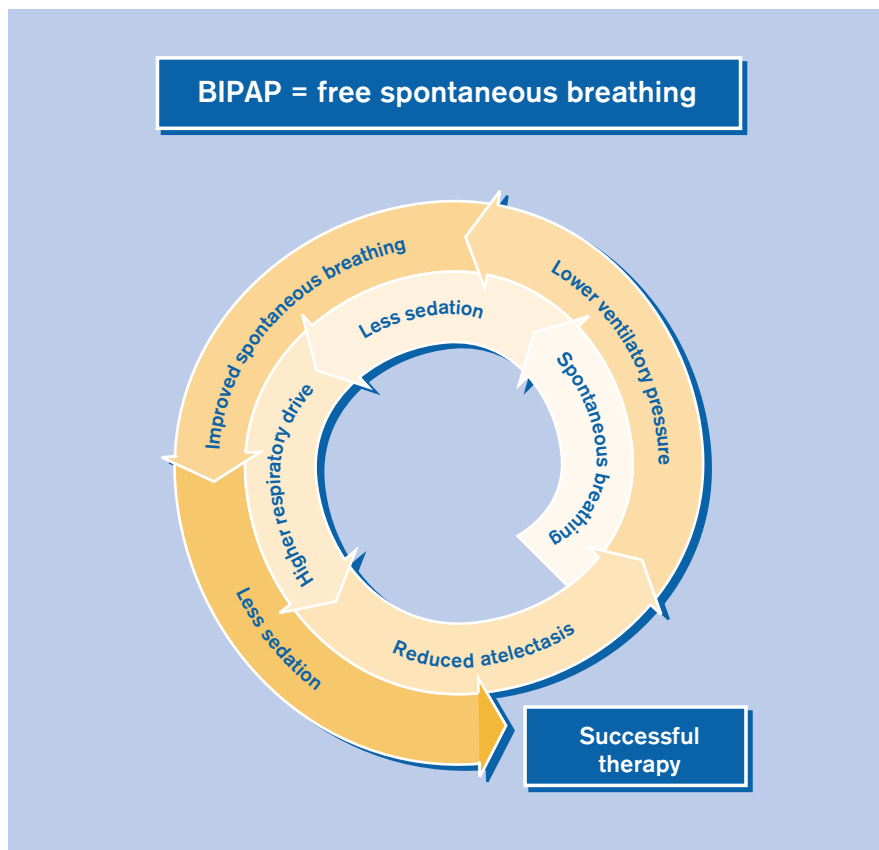 BIPAP = free spontaneous breathing
Spontaneous breathing
Less sedation
Higher respiratory drive
Reduced atelectasis
Lower ventilatory pressure
Improved spontaneous breathing
Less sedation
Successful
therapy